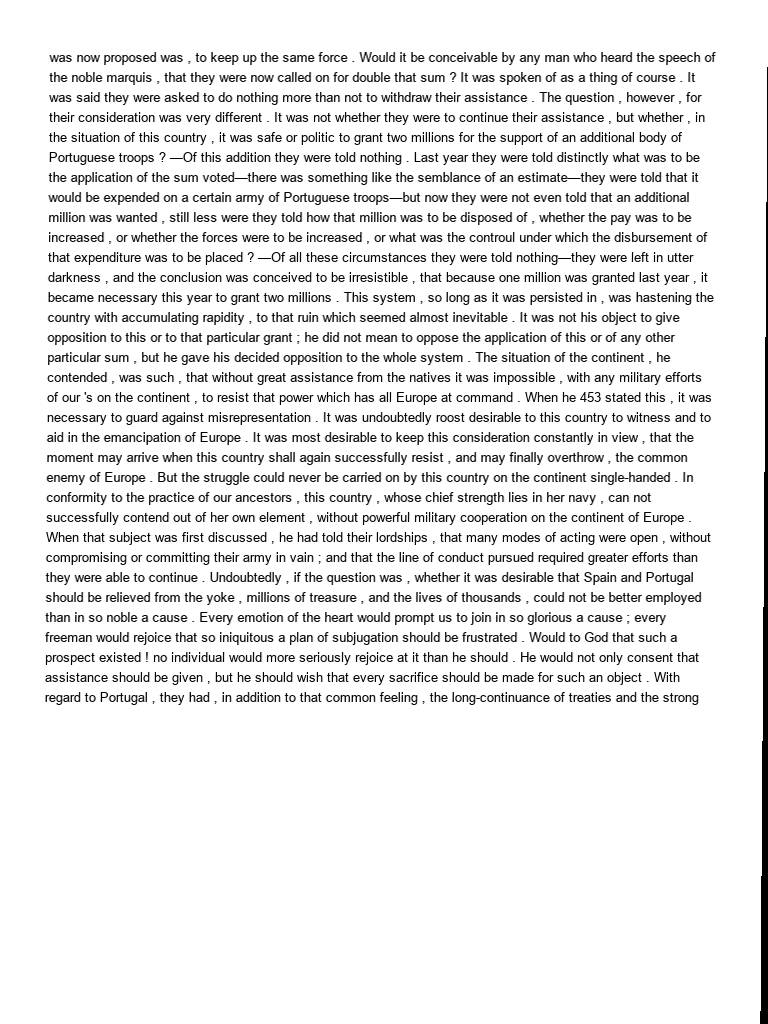 was now proposed was , to keep up the same force . Would it be conceivable by any man who heard the speech of
the noble marquis , that they were now called on for double that sum ? It was spoken of as a thing of course . It
was said they were asked to do nothing more than not to withdraw their assistance . The question , however , for
their consideration was very different . It was not whether they were to continue their assistance , but whether , in
the situation of this country , it was safe or politic to grant two millions for the support of an additional body of
Portuguese troops ? —Of this addition they were told nothing . Last year they were told distinctly what was to be
the application of the sum voted—there was something like the semblance of an estimate—they were told that it
would be expended on a certain army of Portuguese troops—but now they were not even told that an additional
million was wanted , still less were they told how that million was to be disposed of , whether the pay was to be
increased , or whether the forces were to be increased , or what was the controul under which the disbursement of
that expenditure was to be placed ? —Of all these circumstances they were told nothing—they were left in utter
darkness , and the conclusion was conceived to be irresistible , that because one million was granted last year , it
became necessary this year to grant two millions . This system , so long as it was persisted in , was hastening the
country with accumulating rapidity , to that ruin which seemed almost inevitable . It was not his object to give
opposition to this or to that particular grant ; he did not mean to oppose the application of this or of any other
particular sum , but he gave his decided opposition to the whole system . The situation of the continent , he
contended , was such , that without great assistance from the natives it was impossible , with any military efforts
of our 's on the continent , to resist that power which has all Europe at command . When he 453 stated this , it was
necessary to guard against misrepresentation . It was undoubtedly roost desirable to this country to witness and to
aid in the emancipation of Europe . It was most desirable to keep this consideration constantly in view , that the
moment may arrive when this country shall again successfully resist , and may finally overthrow , the common
enemy of Europe . But the struggle could never be carried on by this country on the continent single-handed . In
conformity to the practice of our ancestors , this country , whose chief strength lies in her navy , can not
successfully contend out of her own element , without powerful military cooperation on the continent of Europe .
When that subject was first discussed , he had told their lordships , that many modes of acting were open , without
compromising or committing their army in vain ; and that the line of conduct pursued required greater efforts than
they were able to continue . Undoubtedly , if the question was , whether it was desirable that Spain and Portugal
should be relieved from the yoke , millions of treasure , and the lives of thousands , could not be better employed
than in so noble a cause . Every emotion of the heart would prompt us to join in so glorious a cause ; every
freeman would rejoice that so iniquitous a plan of subjugation should be frustrated . Would to God that such a
prospect existed ! no individual would more seriously rejoice at it than he should . He would not only consent that
assistance should be given , but he should wish that every sacrifice should be made for such an object . With
regard to Portugal , they had , in addition to that common feeling , the long-continuance of treaties and the strong